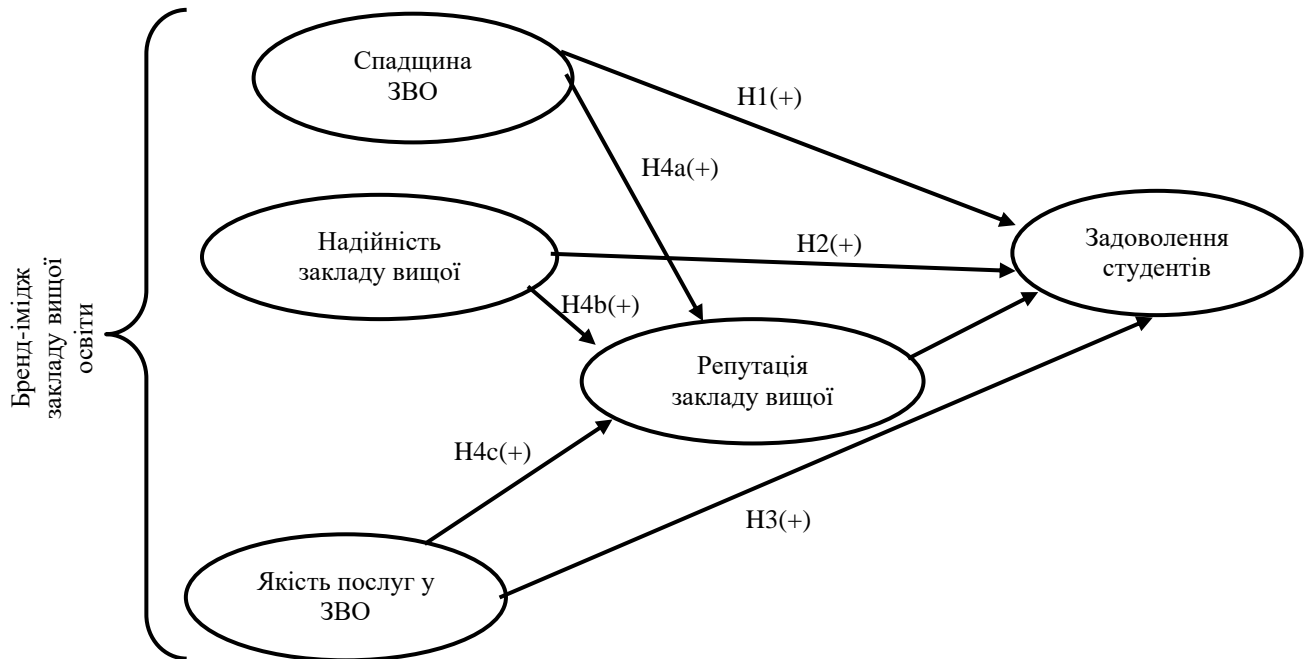 Бренд-імідж
закладу вищої
освіти
Спадщина
ЗВО
H1(+)
H4a(+)
Надійність
закладу вищої
H2(+)
Задоволення
студентів
H4b(+)
Репутація
закладу вищої
H4c(+)
H3(+)
Якість послуг у
ЗВО